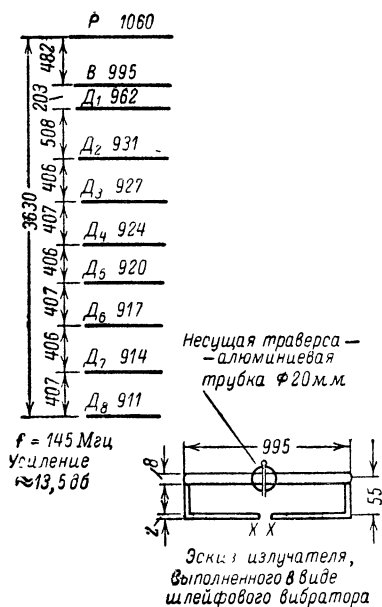 Р 1060
482
В 995
203
Д1 962
508
Д2 931
406
Д3 927
407
Д4 924
406
Д5 920
407
Д6 917
406
Д7 914
407
Д8 911
3630
f = 145 Мгц
Усиление
≈13,5 дб
Несущая траверса —
—алюминиевая
трубка Ф20мм
995
8
55
2
X X
Эскиз излучателя,
выполненного в виде
шлейфового вибратора